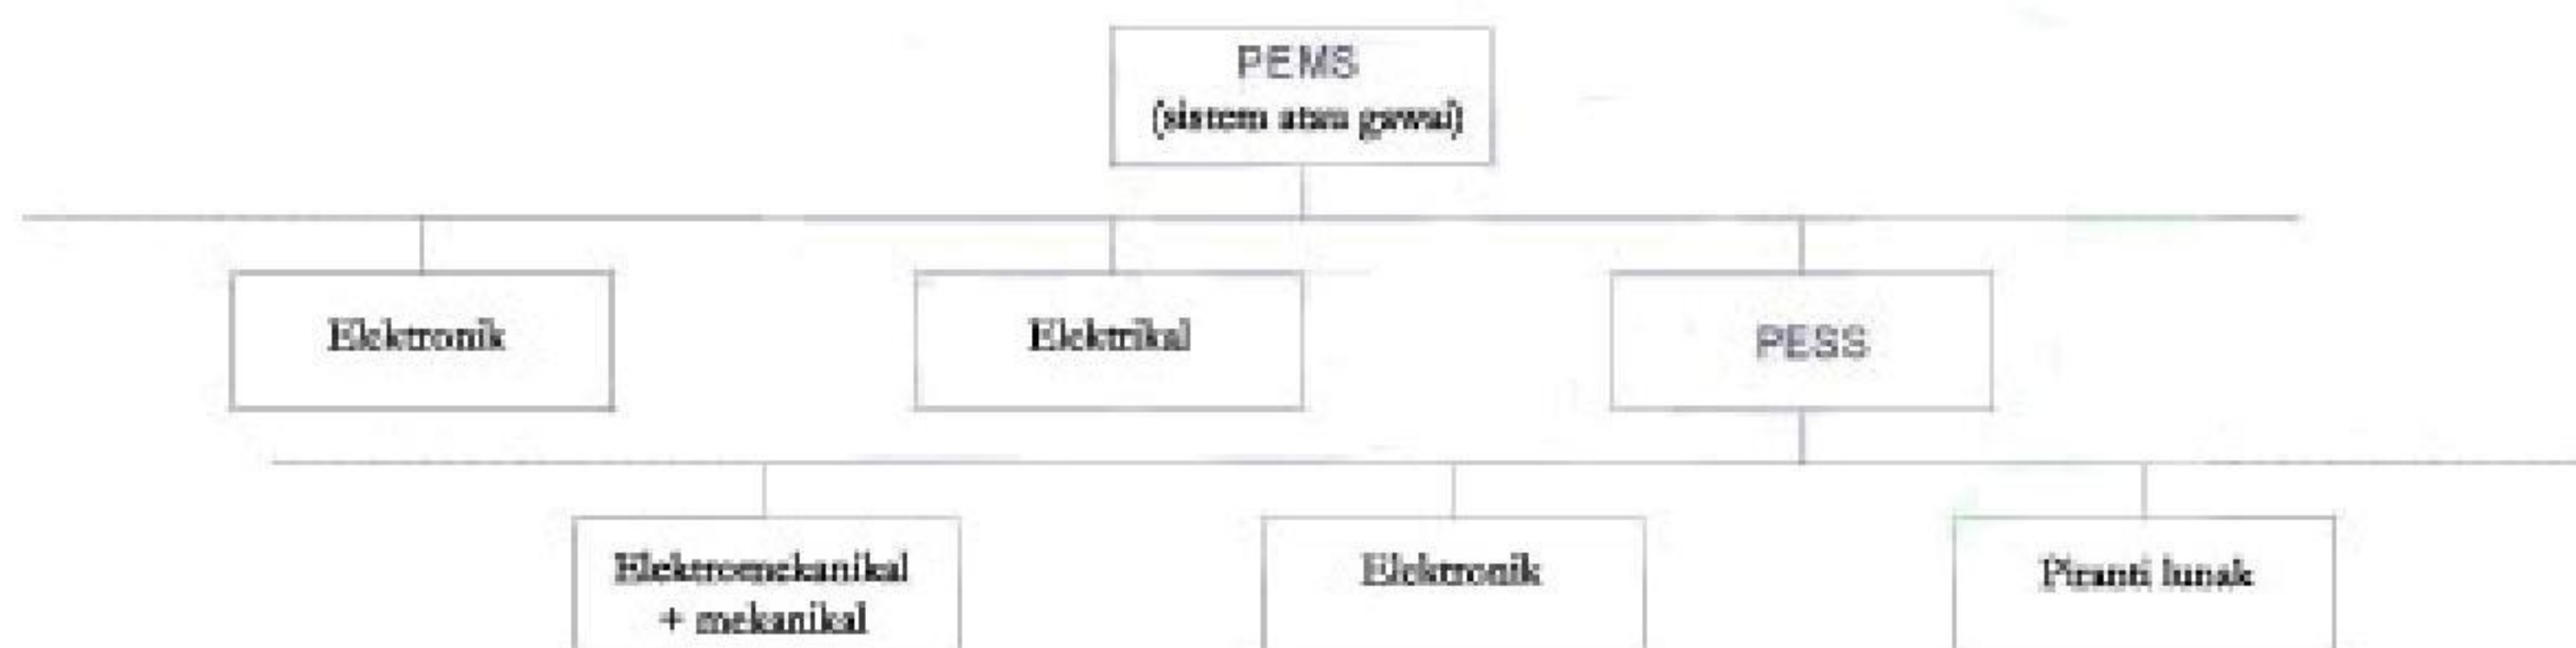 PEMS
(sistem atau gawai)
Elektronik
Elektrikal
PESS
Elektromekanikal
+ mekanikal
Elektronik
Piranti lunak